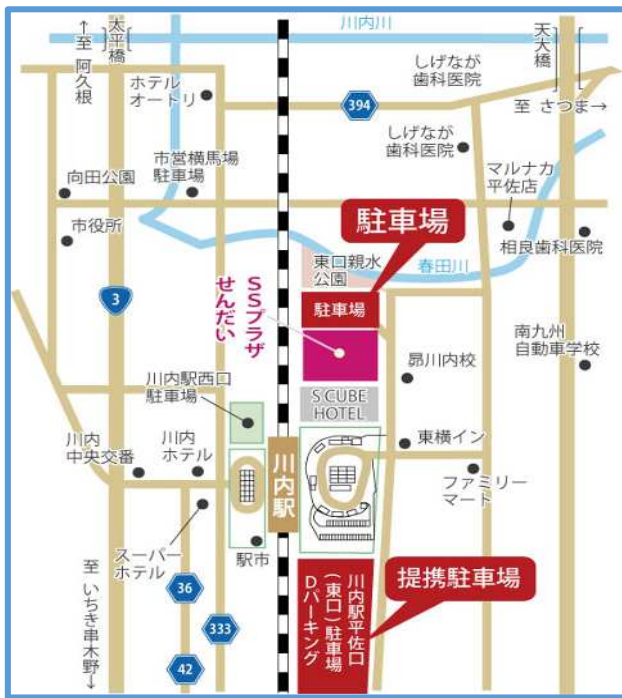 川内川
↑至 阿久根
太平橋
天大橋
しげなが
歯科医院
ホテル
オートリ
394
至 さつま→
市営横馬場
駐車場
しげなが
歯科医院
向田公園
マルナカ
平佐店
市役所
駐車場
相良歯科医院
東口親水
公園
春田川
3
SSプラザ
せんだい
駐車場
南九州
自動車学校
昴川内校
川内駅西口
駐車場
S CUBE
HOTEL
川内
中央交番
川内
ホテル
川内駅
東横イン
ファミリー
マート
スーパー
ホテル
駅市
至 いちき串木野→
36
333
42
川内駅平佐口
(東口)駐車場
Dパーキング
提携駐車場